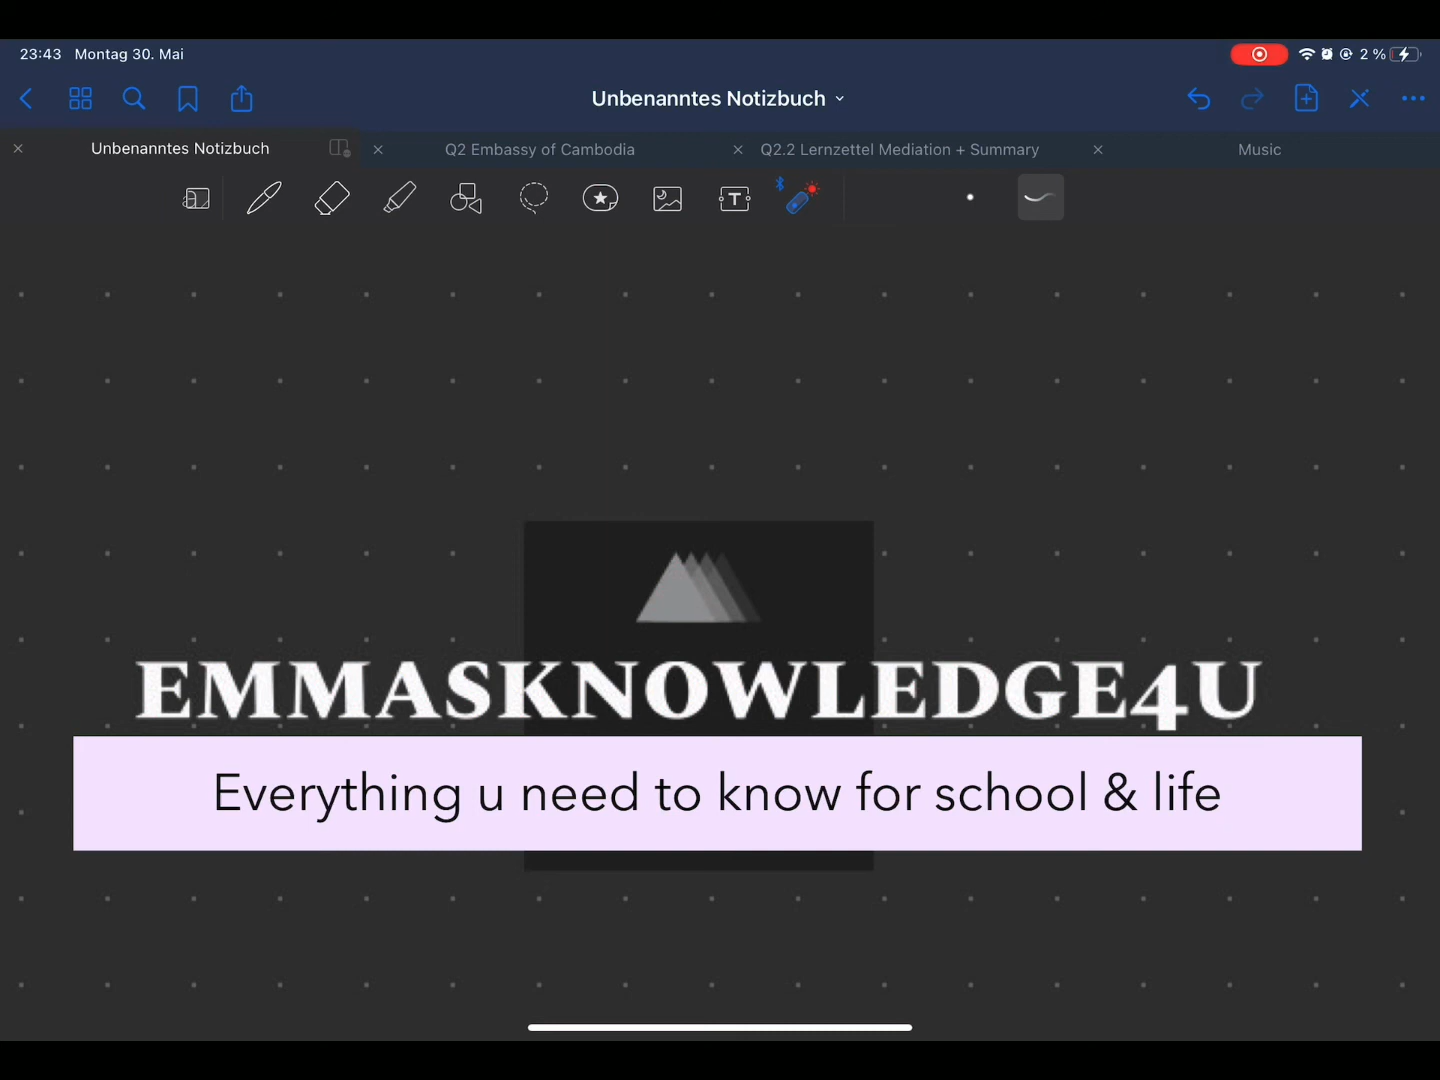 23:43 Montag 30. Mai 2 %
Unbenanntes Notizbuch
Unbenanntes Notizbuch Q2 Embassy of Cambodia Q2.2 Lernzettel Mediation + Summary Music
T
EMMASKNOWLEDGE4U
Everything u need to know for school & life